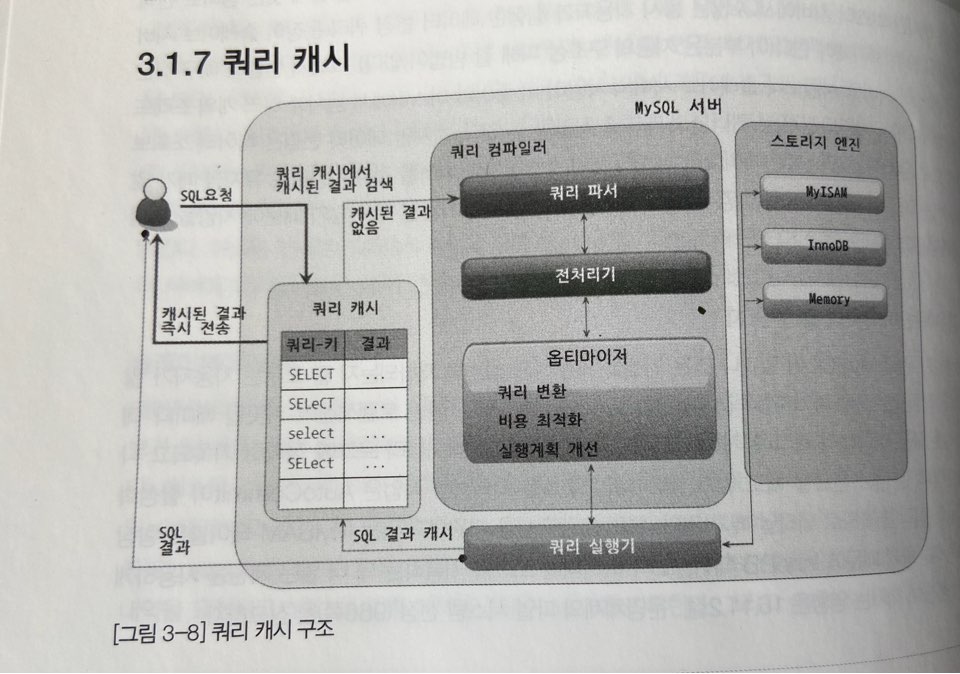 3.1.7 쿼리 캐시
MySQL 서버
쿼리 컴파일러
스토리지 엔진
SQL요청
쿼리 캐시에서
캐시된 결과 검색
캐시된 결과
없음
쿼리 파서
전처리기
MyISAM
InnoDB
Memory
캐시된 결과
즉시 전송
쿼리 캐시
쿼리-키 결과
SELECT ...
SELeCT ...
select ...
SELect ...
옵티마이저
쿼리 변환
비용 최적화
실행계획 개선
SQL
결과
SQL 결과 캐시
쿼리 실행기
[그림 3-8] 쿼리 캐시 구조